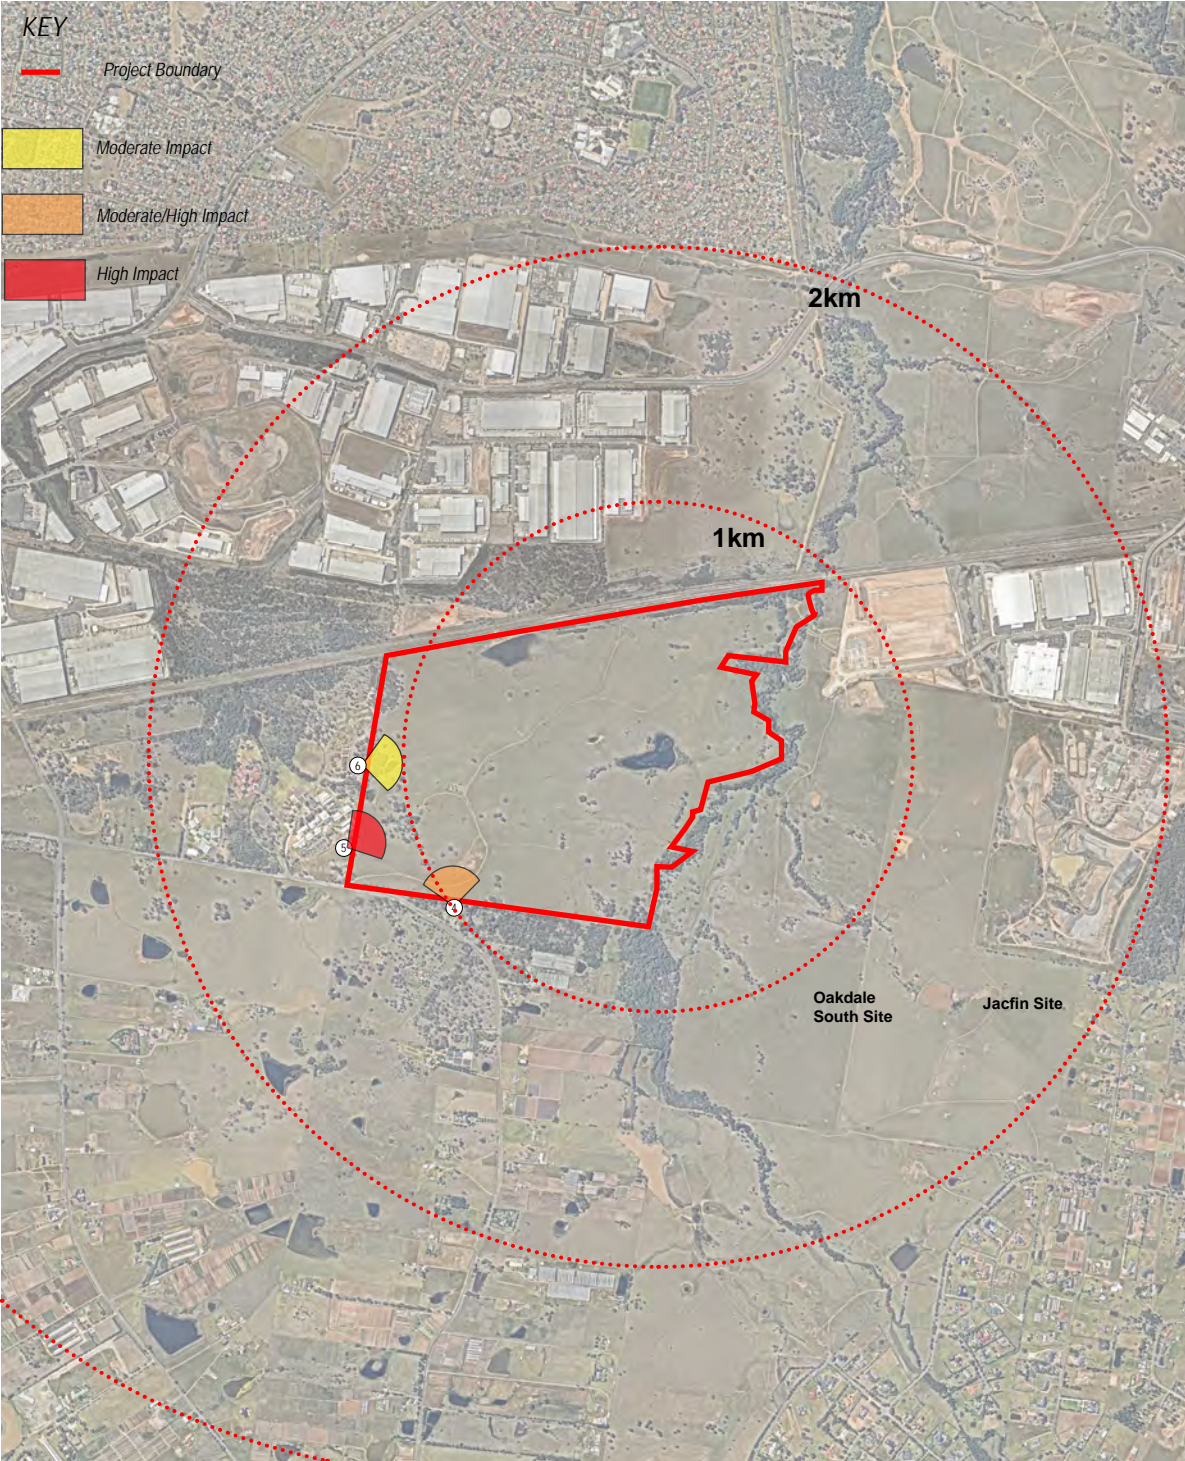 KEY
Project Boundary
Moderate Impact
Moderate/High Impact
High Impact
2km
1km
6
5
4
Oakdale
South Site
Jacfin Site